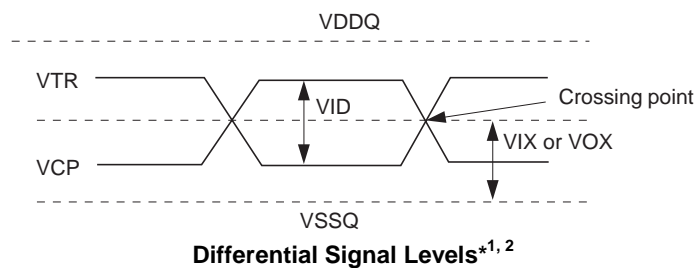 VDDQ
VTR
VID
Crossing point
VIX or VOX
VCP
VSSQ
Differential Signal Levels*1, 2